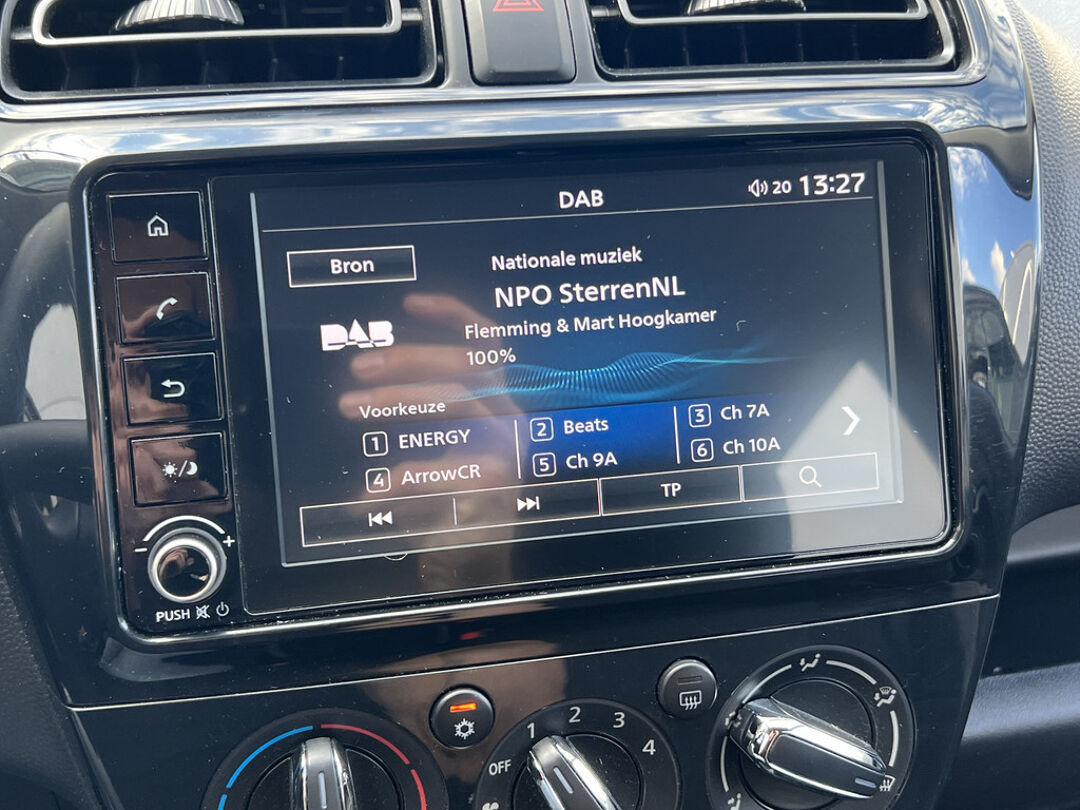 DAB
20 13:27
Bron
Nationale muziek
NPO SterrenNL
DAB
Flemming & Mart Hoogkamer
100%
Voorkeuze
1 ENERGY
2 Beats
3 Ch 7A
4 ArrowCR
5 Ch 9A
6 Ch 10A
TP
- +
PUSH
OFF 1 2 3 4